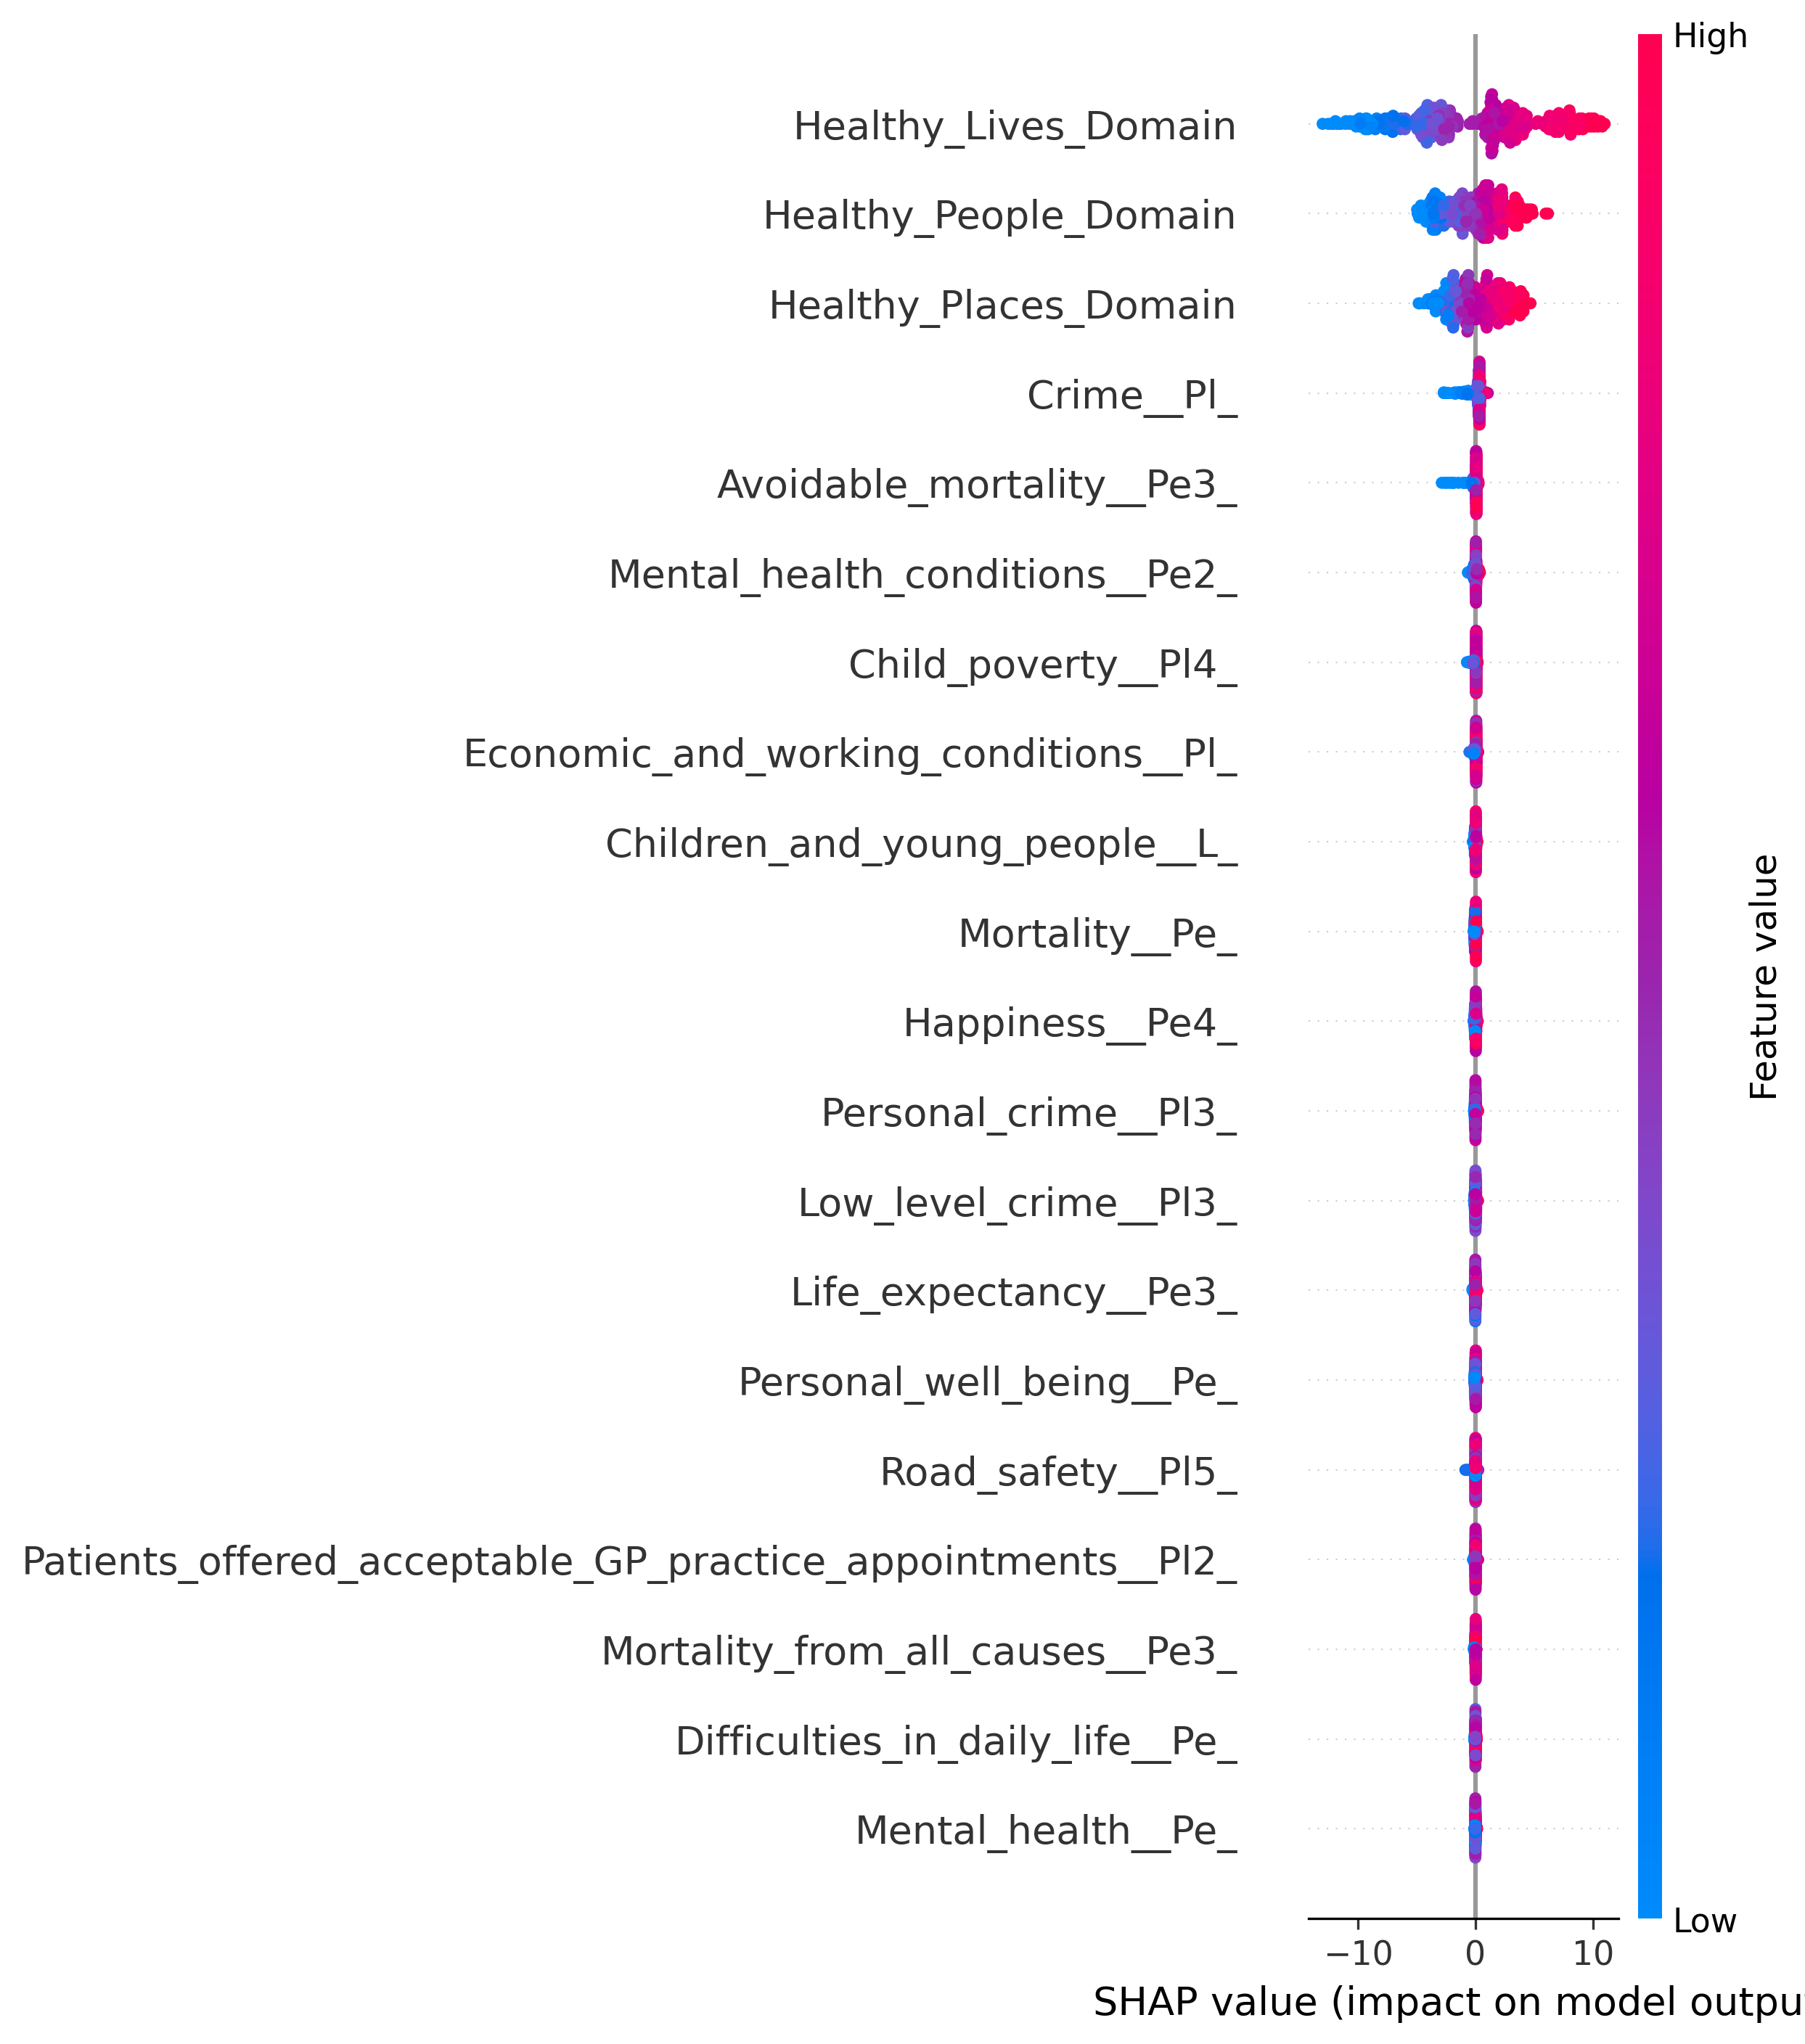 High
Healthy_Lives_Domain
Healthy_People_Domain
Healthy_Places_Domain
Crime__Pl_
Avoidable_mortality__Pe3_
Mental_health_conditions__Pe2_
Child_poverty__Pl4_
Economic_and_working_conditions__Pl_
Children_and_young_people__L_
Mortality__Pe_
Happiness__Pe4_
Personal_crime__Pl3_
Low_level_crime__Pl3_
Life_expectancy__Pe3_
Personal_well_being__Pe_
Road_safety__Pl5_
Patients_offered_acceptable_GP_practice_appointments__Pl2_
Mortality_from_all_causes__Pe3_
Difficulties_in_daily_life__Pe_
Mental_health__Pe_
Feature value
Low
−10 0 10
SHAP value (impact on model outpu